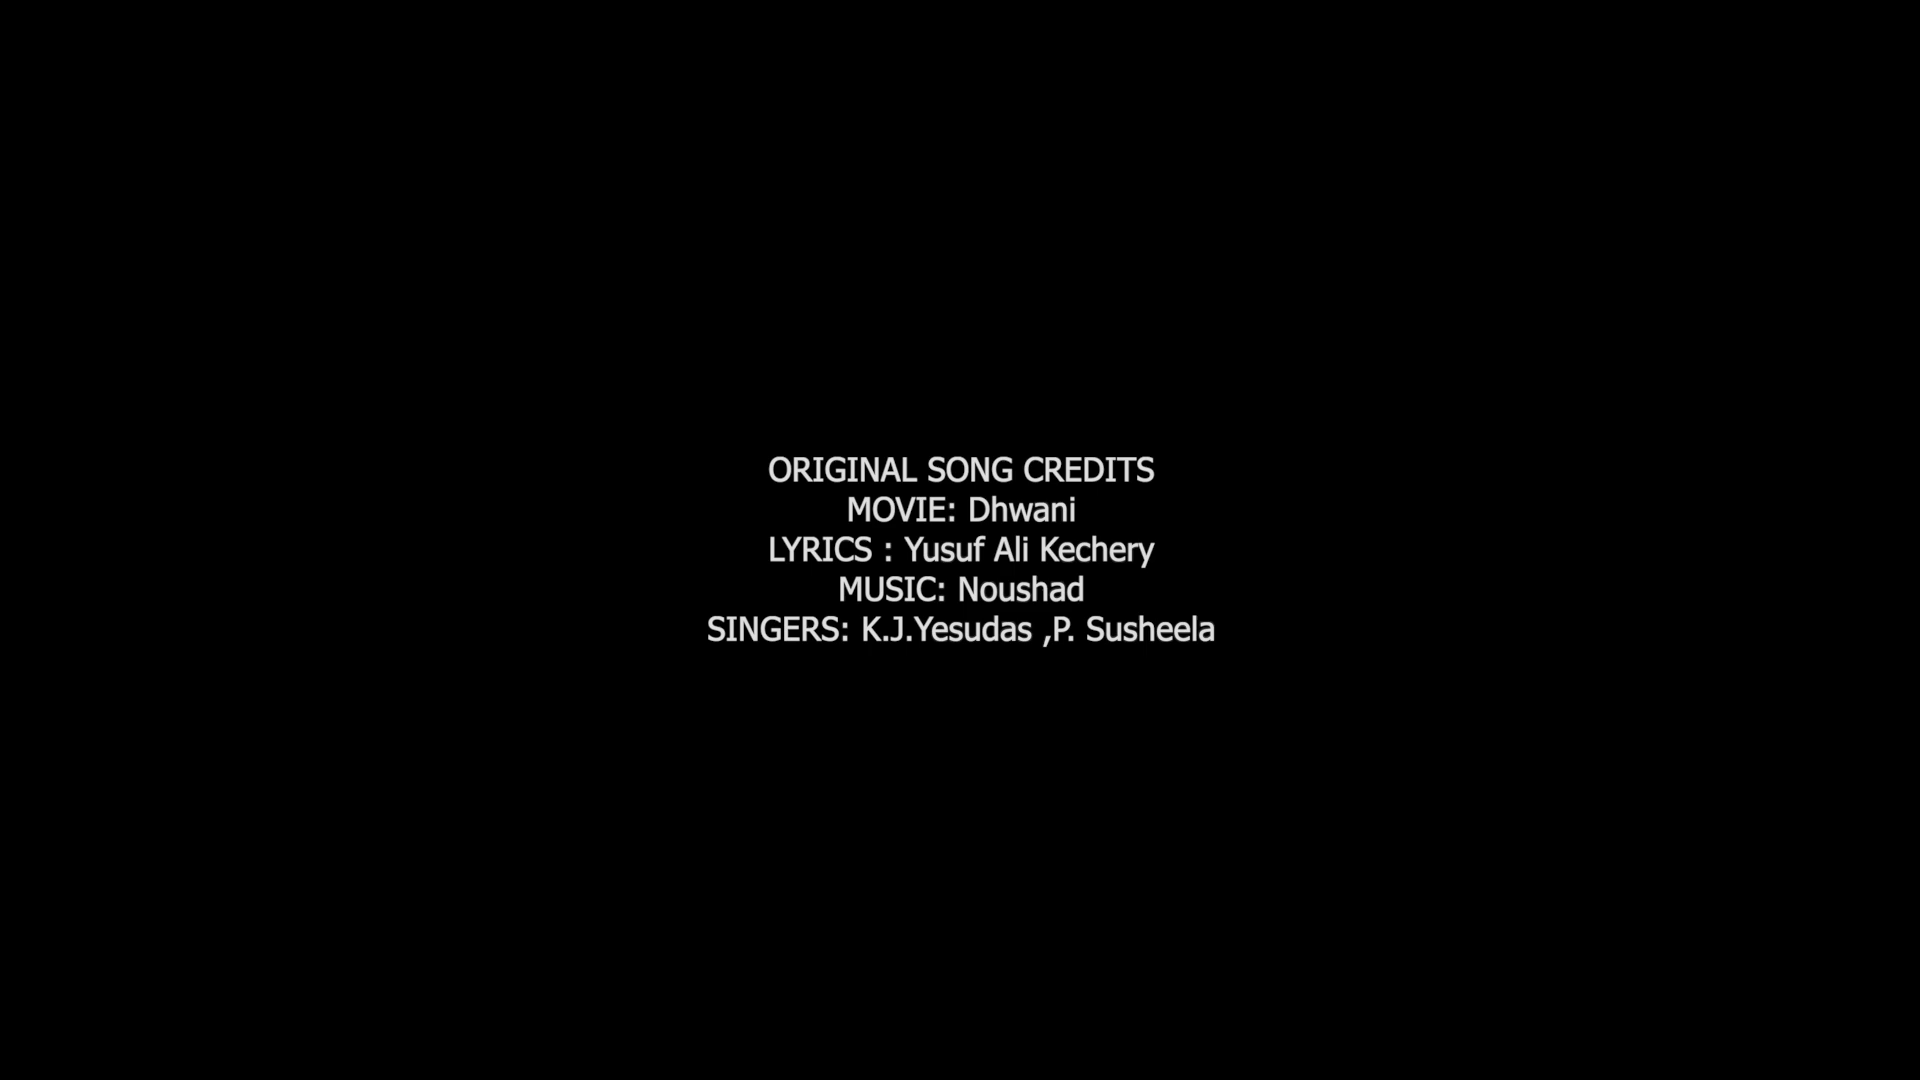 ORIGINAL SONG CREDITS
MOVIE: Dhwani
LYRICS : Yusuf Ali Kechery
MUSIC: Noushad
SINGERS: K.J.Yesudas ,P. Susheela